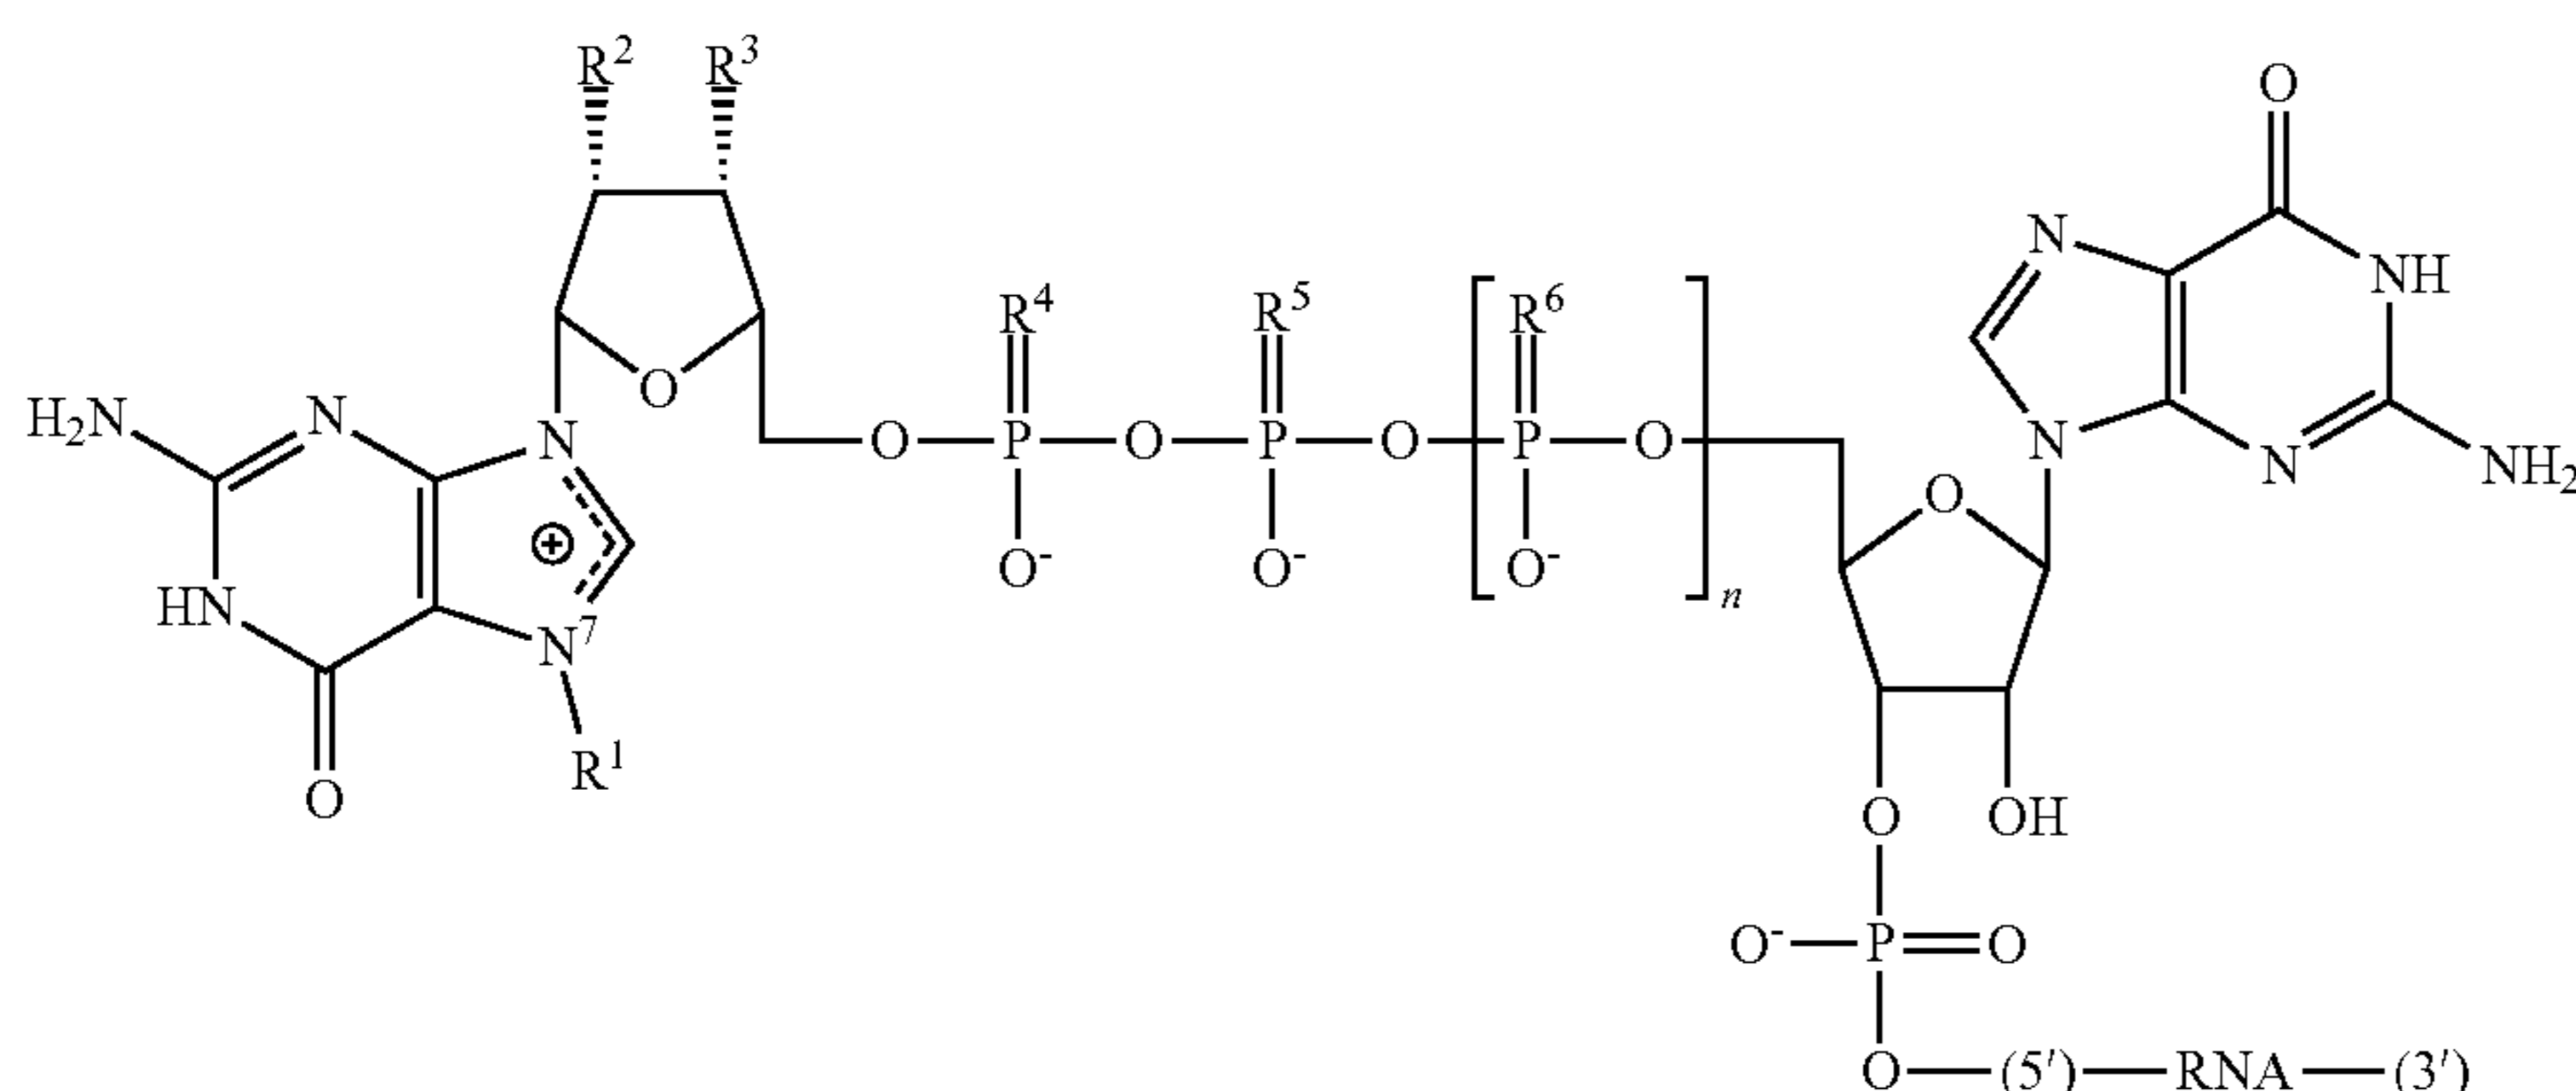 R² R³ O
N NH
R⁴ R⁵ R⁶
O O
H₂N N N O P O P O P O N N NH₂
⊕ O⁻ O⁻ O⁻ n
HN N⁷
R¹
O O OH
O⁻ P O
O (5′) RNA (3′)